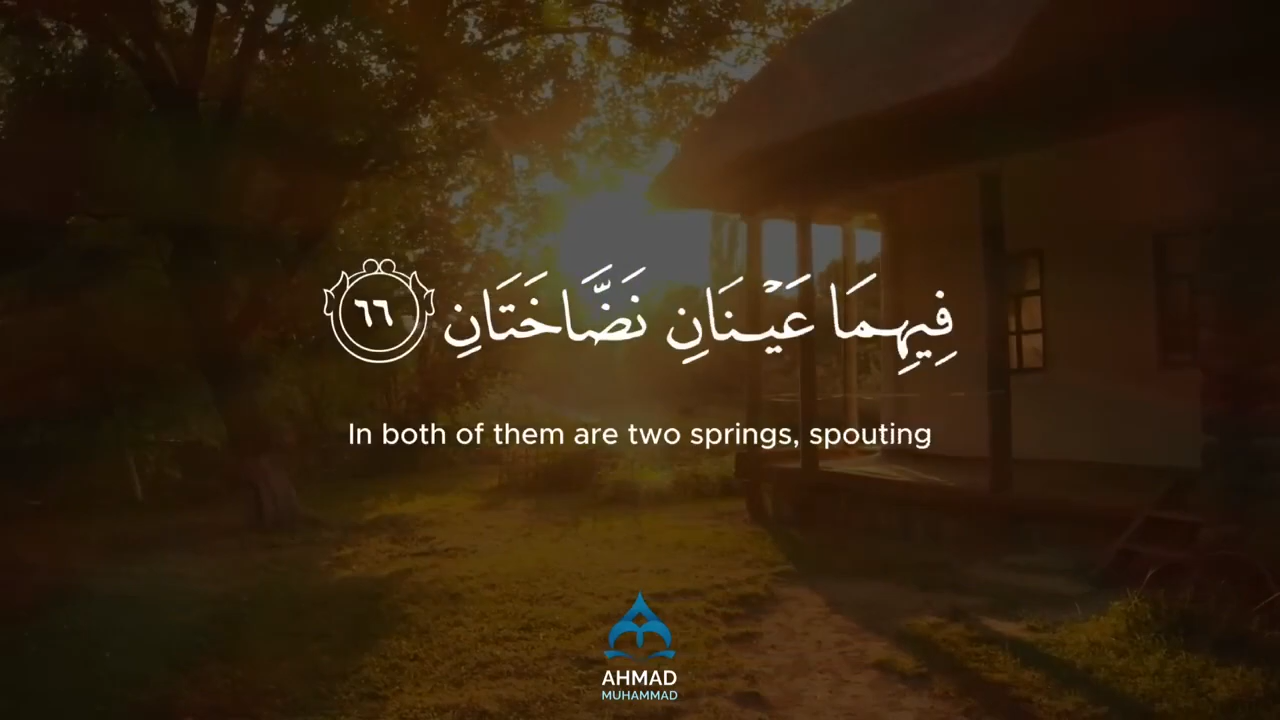 فِيهِمَا عَيْنَانِ نَضَّاخَتَانِ ٦٦
In both of them are two springs, spouting
AHMAD
MUHAMMAD